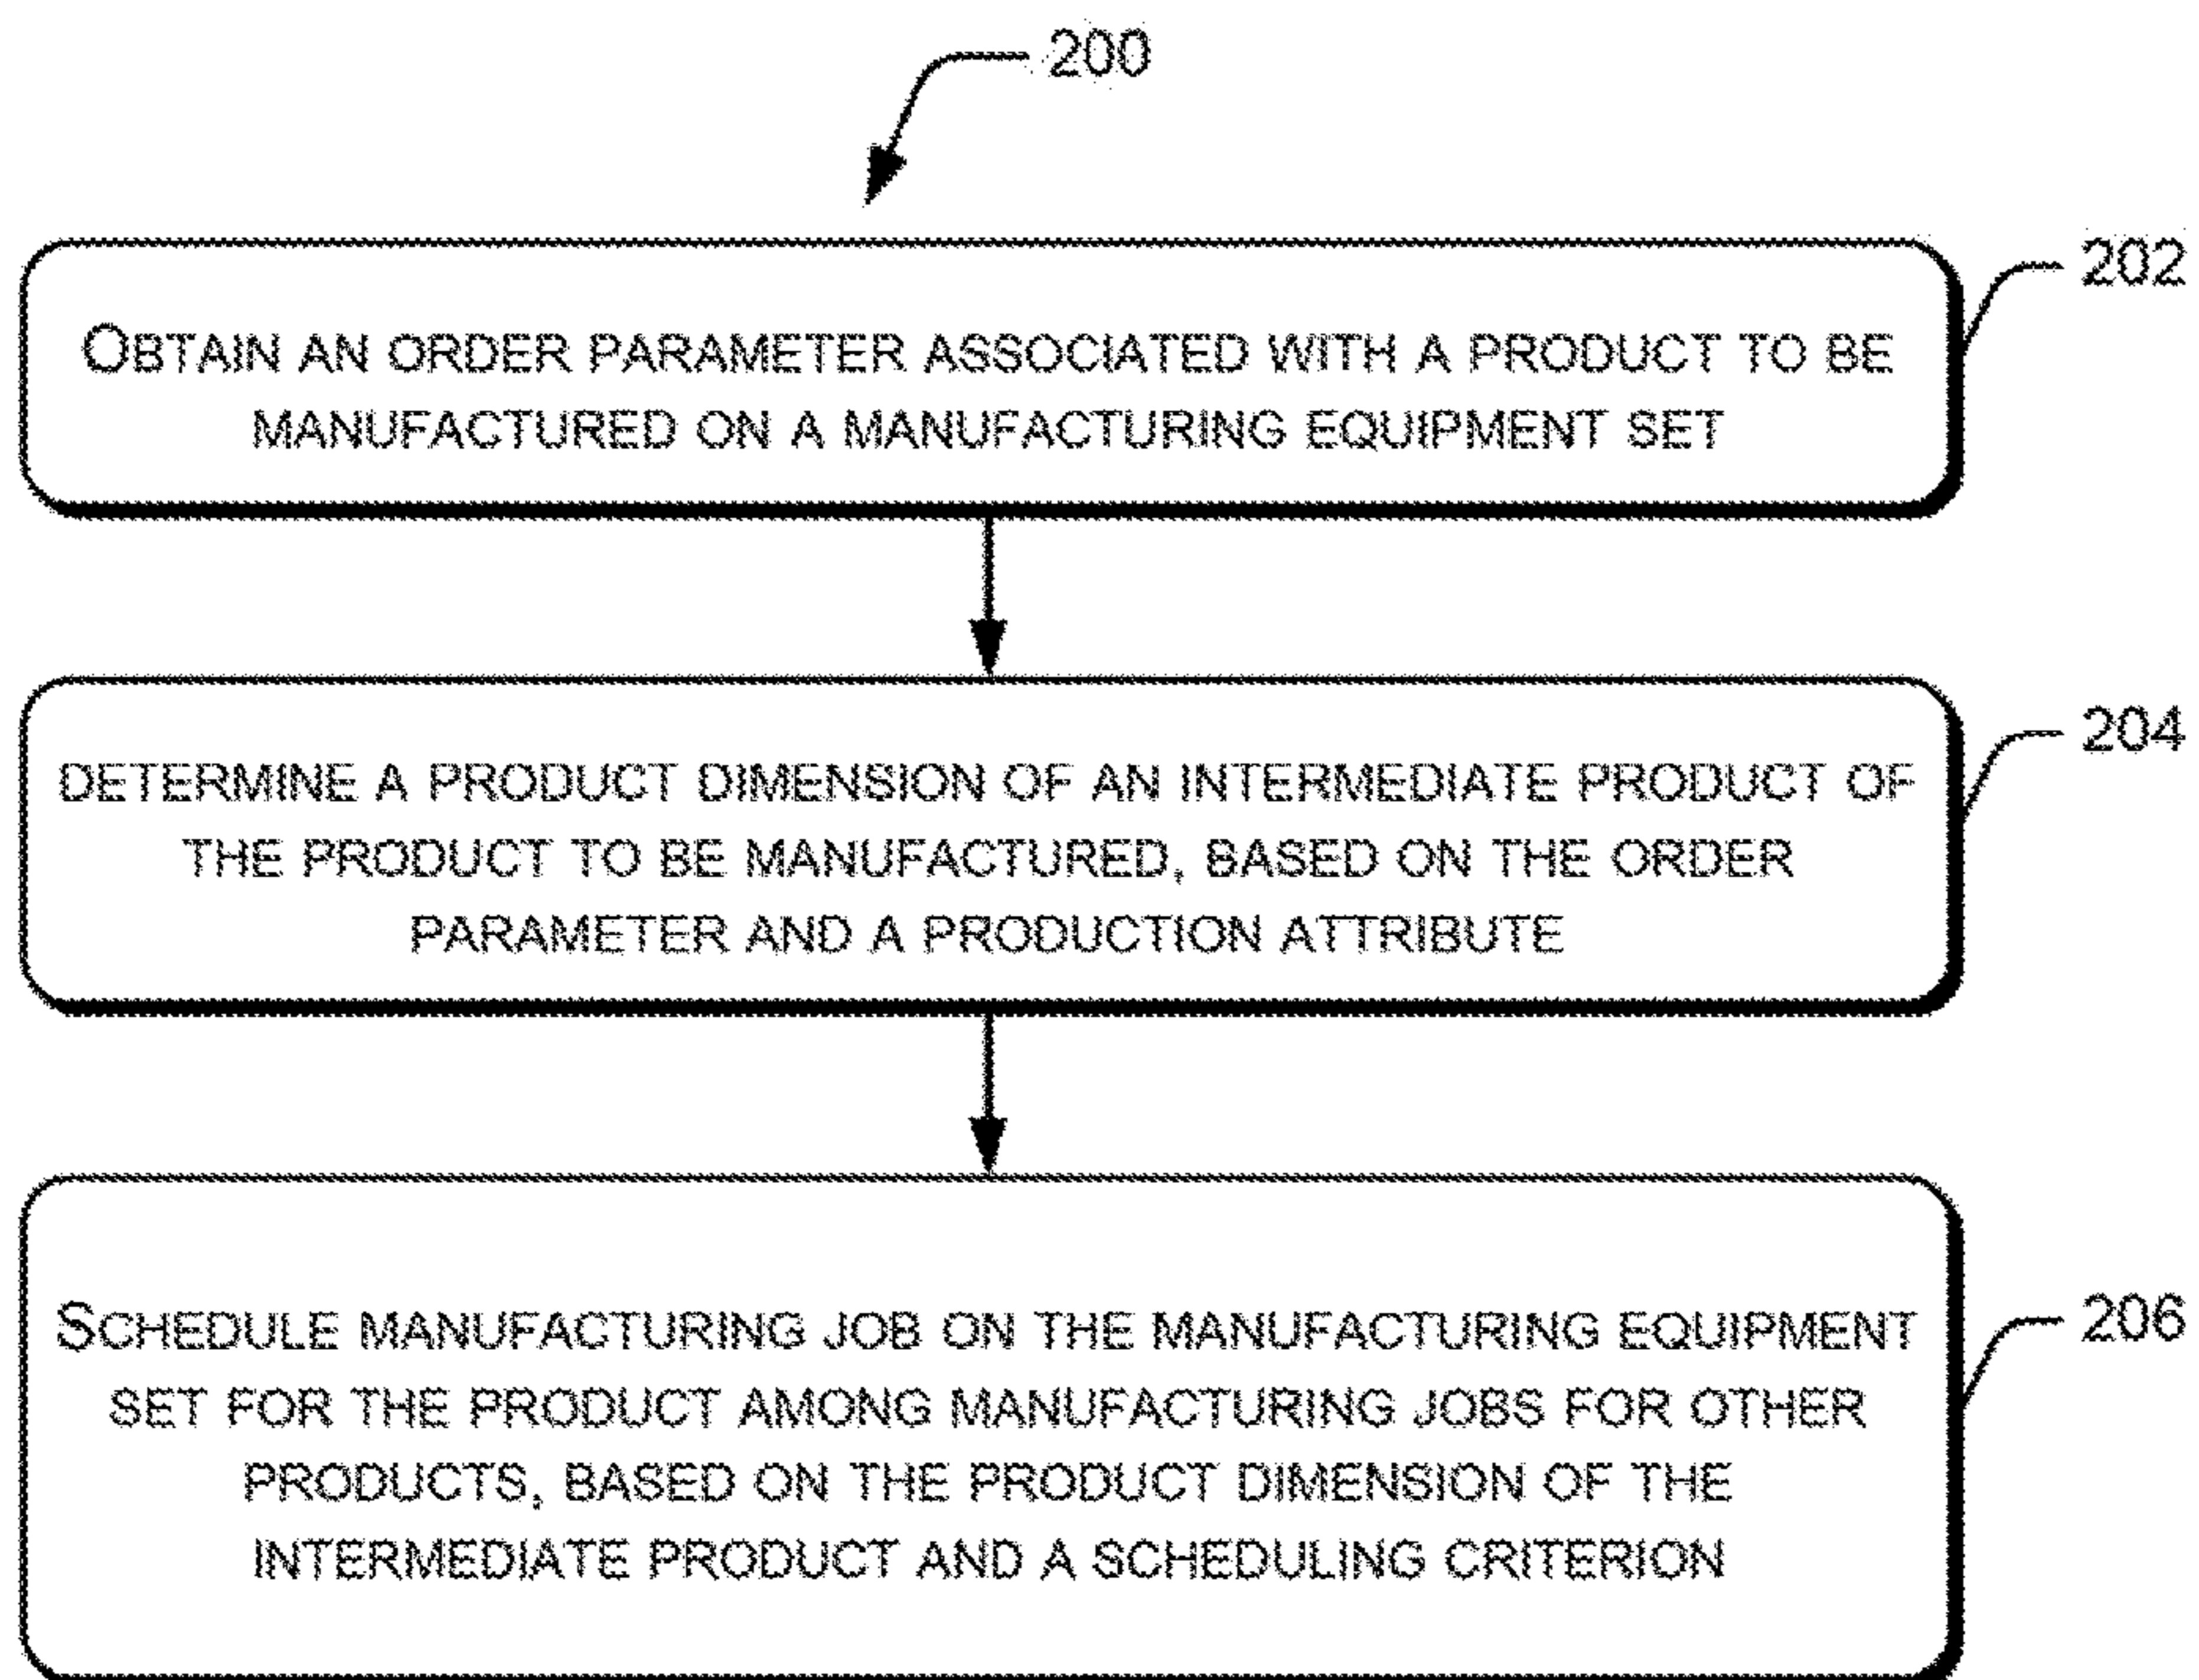 200
202
OBTAIN AN ORDER PARAMETER ASSOCIATED WITH A PRODUCT TO BE
MANUFACTURED ON A MANUFACTURING EQUIPMENT SET
204
DETERMINE A PRODUCT DIMENSION OF AN INTERMEDIATE PRODUCT OF
THE PRODUCT TO BE MANUFACTURED, BASED ON THE ORDER
PARAMETER AND A PRODUCTION ATTRIBUTE
206
SCHEDULE MANUFACTURING JOB ON THE MANUFACTURING EQUIPMENT
SET FOR THE PRODUCT AMONG MANUFACTURING JOBS FOR OTHER
PRODUCTS, BASED ON THE PRODUCT DIMENSION OF THE
INTERMEDIATE PRODUCT AND A SCHEDULING CRITERION